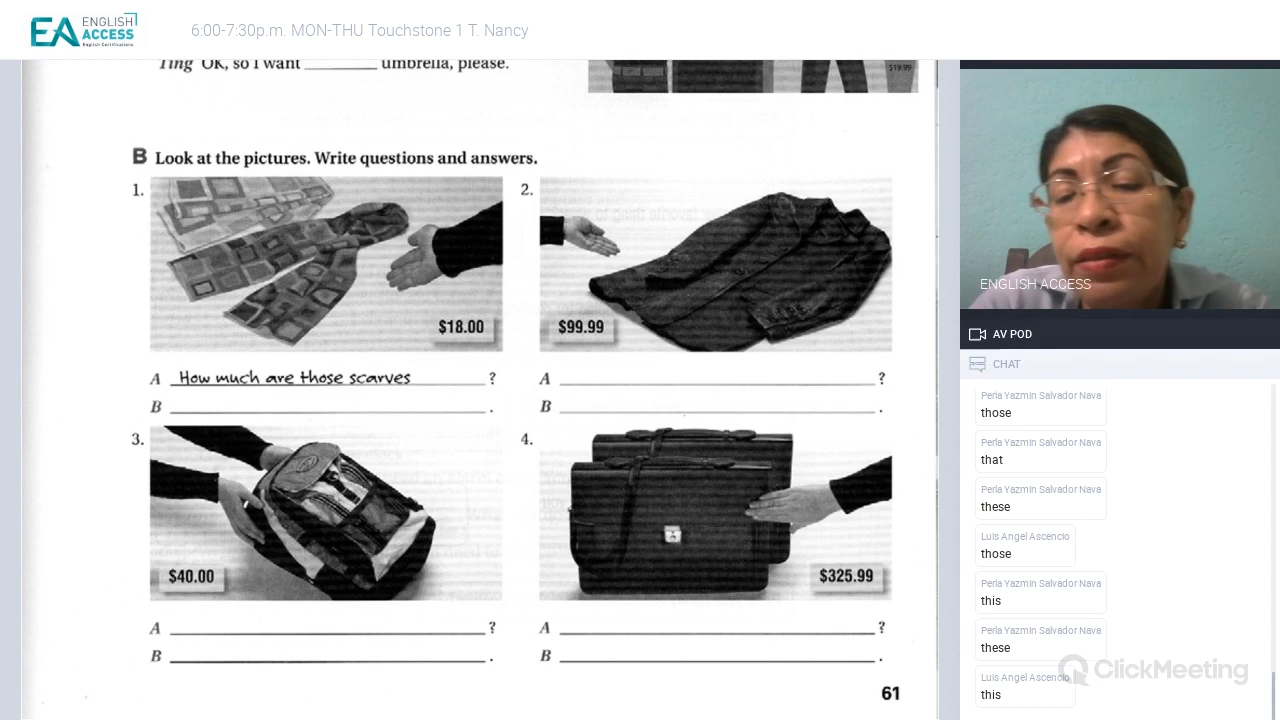 EA ENGLISH ACCESS
English Certifications
6:00-7:30p.m. MON-THU Touchstone 1 T. Nancy
Ting OK, so I want ________ umbrella, please.
$19.99
B Look at the pictures. Write questions and answers.
1.
$18.00
A How much are those scarves ?
B .
2.
$99.99
A ?
B .
3.
$40.00
A ?
B .
4.
$325.99
A ?
B .
61
ENGLISH ACCESS
AV POD
CHAT
Perla Yazmin Salvador Nava
those
Perla Yazmin Salvador Nava
that
Perla Yazmin Salvador Nava
these
Luis Angel Ascencio
those
Perla Yazmin Salvador Nava
this
Perla Yazmin Salvador Nava
these
Luis Angel Ascencio
this
ClickMeeting